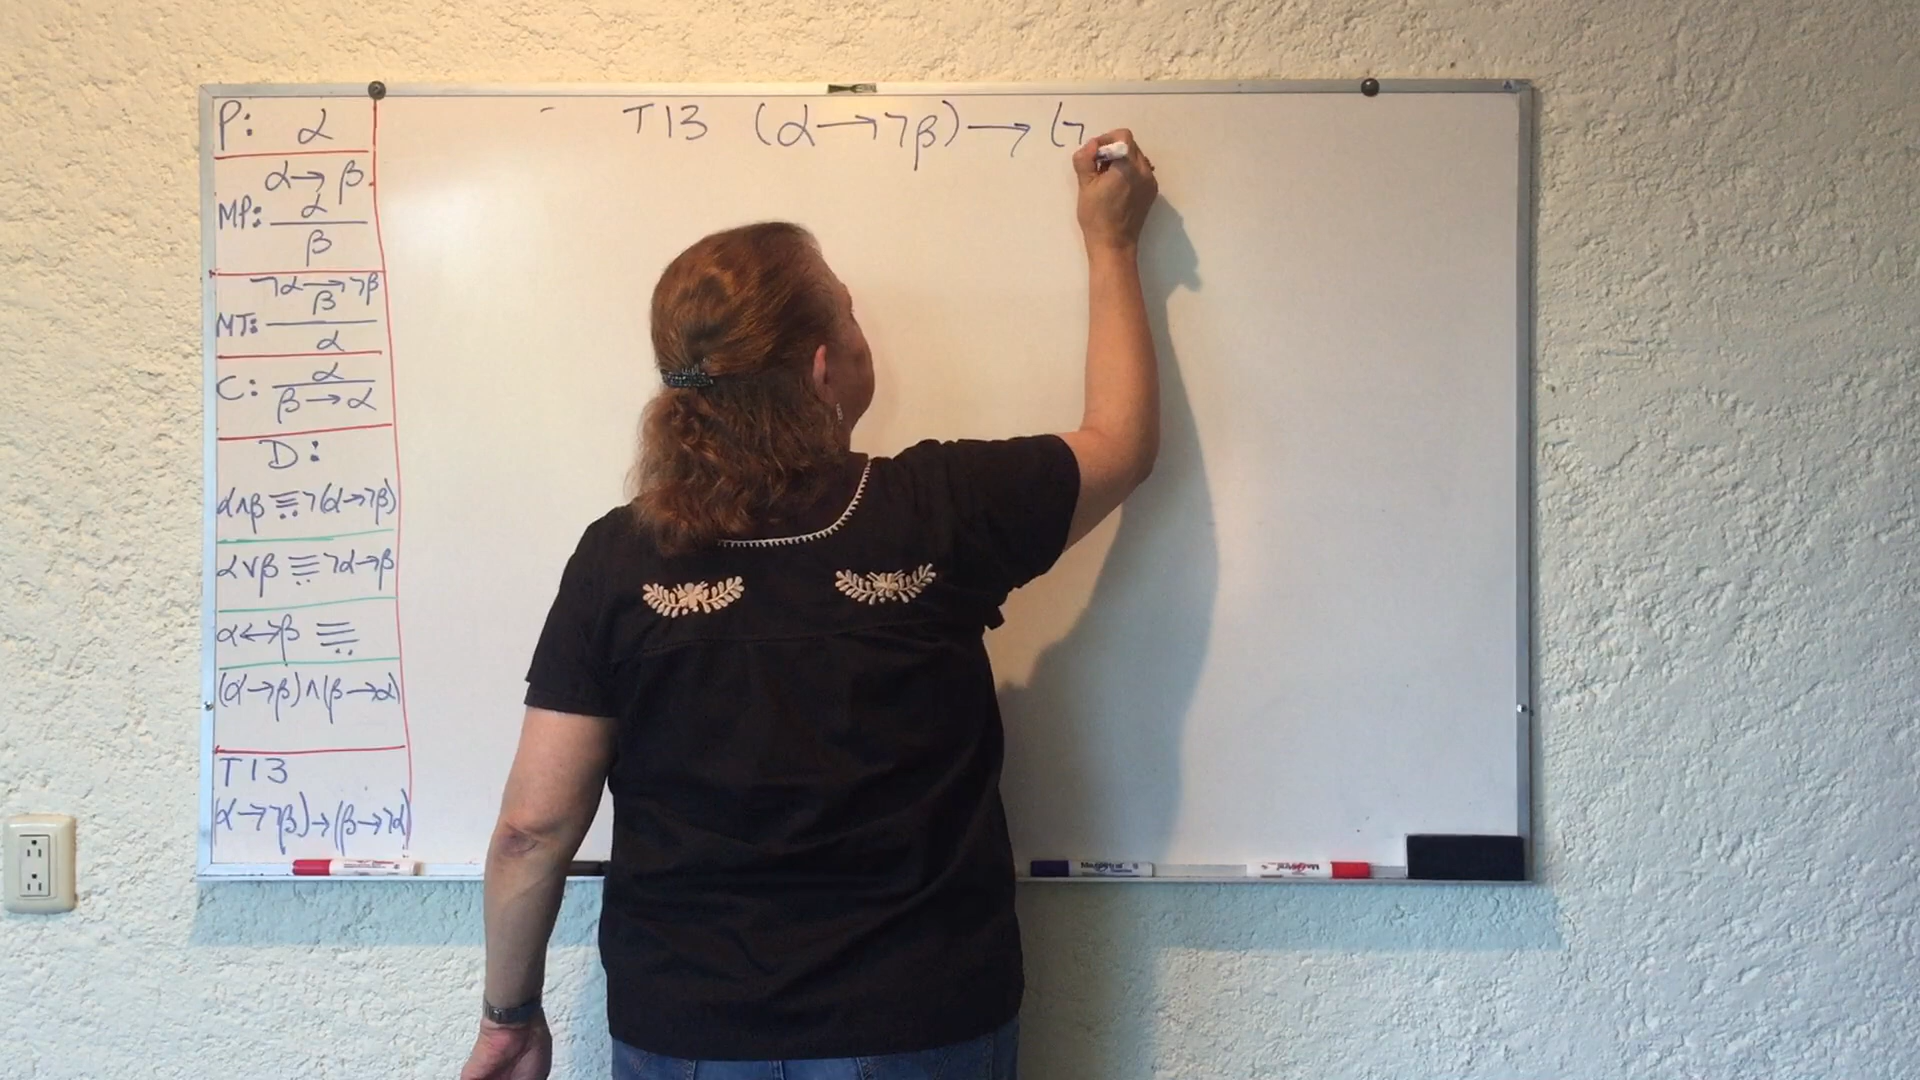 T13 (α→¬β)→(¬
P: α
α→β
MP: α
β
¬α→¬β
β
MT:
α
C: α
β→α
D:
α∧β ≡ ¬(α→¬β)
α∨β ≡ ¬α→β
α↔β ≡
(α→β)∧(β→α)
T13
(α→¬β)→(β→¬α)